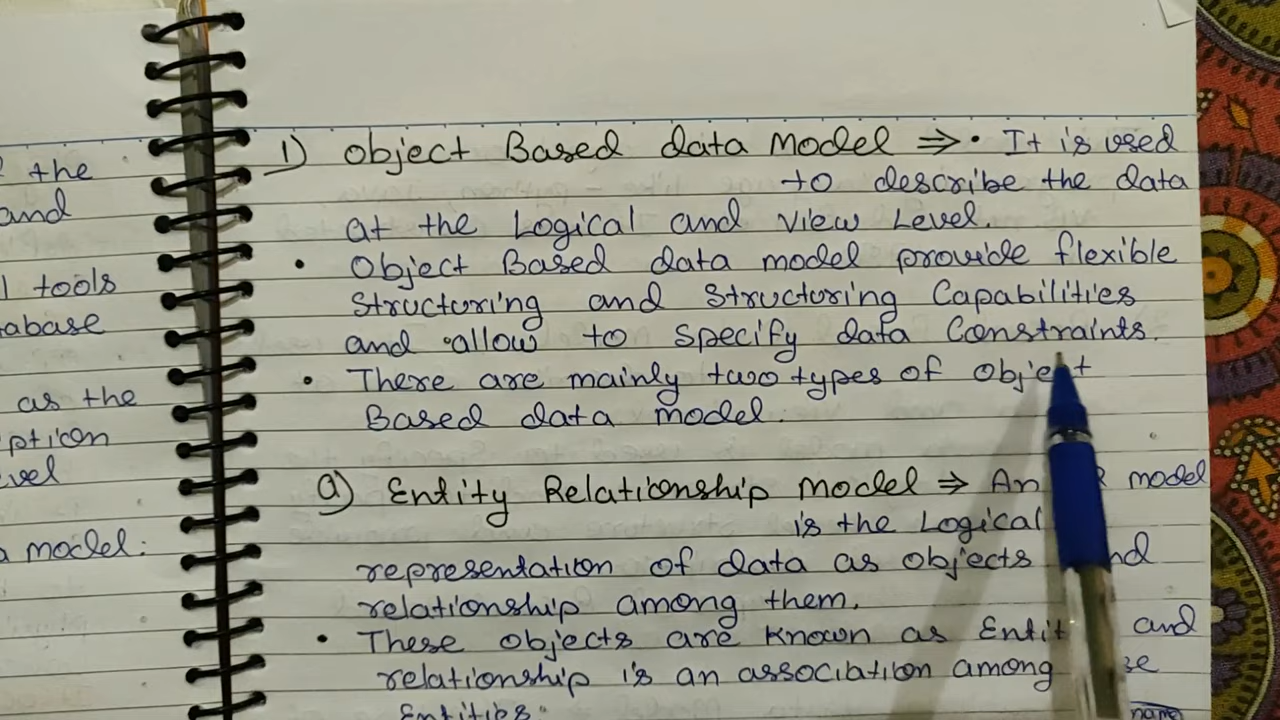 the
and
tools
abase
as the
ption
vel
model:
1) Object Based data Model ⇒ • It is used
to describe the data
at the Logical and View Level.
• Object Based data model provide flexible
Structuring and Structuring Capabilities
and allow to specify data Constraints.
• There are mainly two types of Object
Based data model.
a) Entity Relationship Model ⇒ An model
is the Logical
representation of data as objects and
relationship among them.
• These objects are known as Entit and
relationship is an association among se
Entities.
name